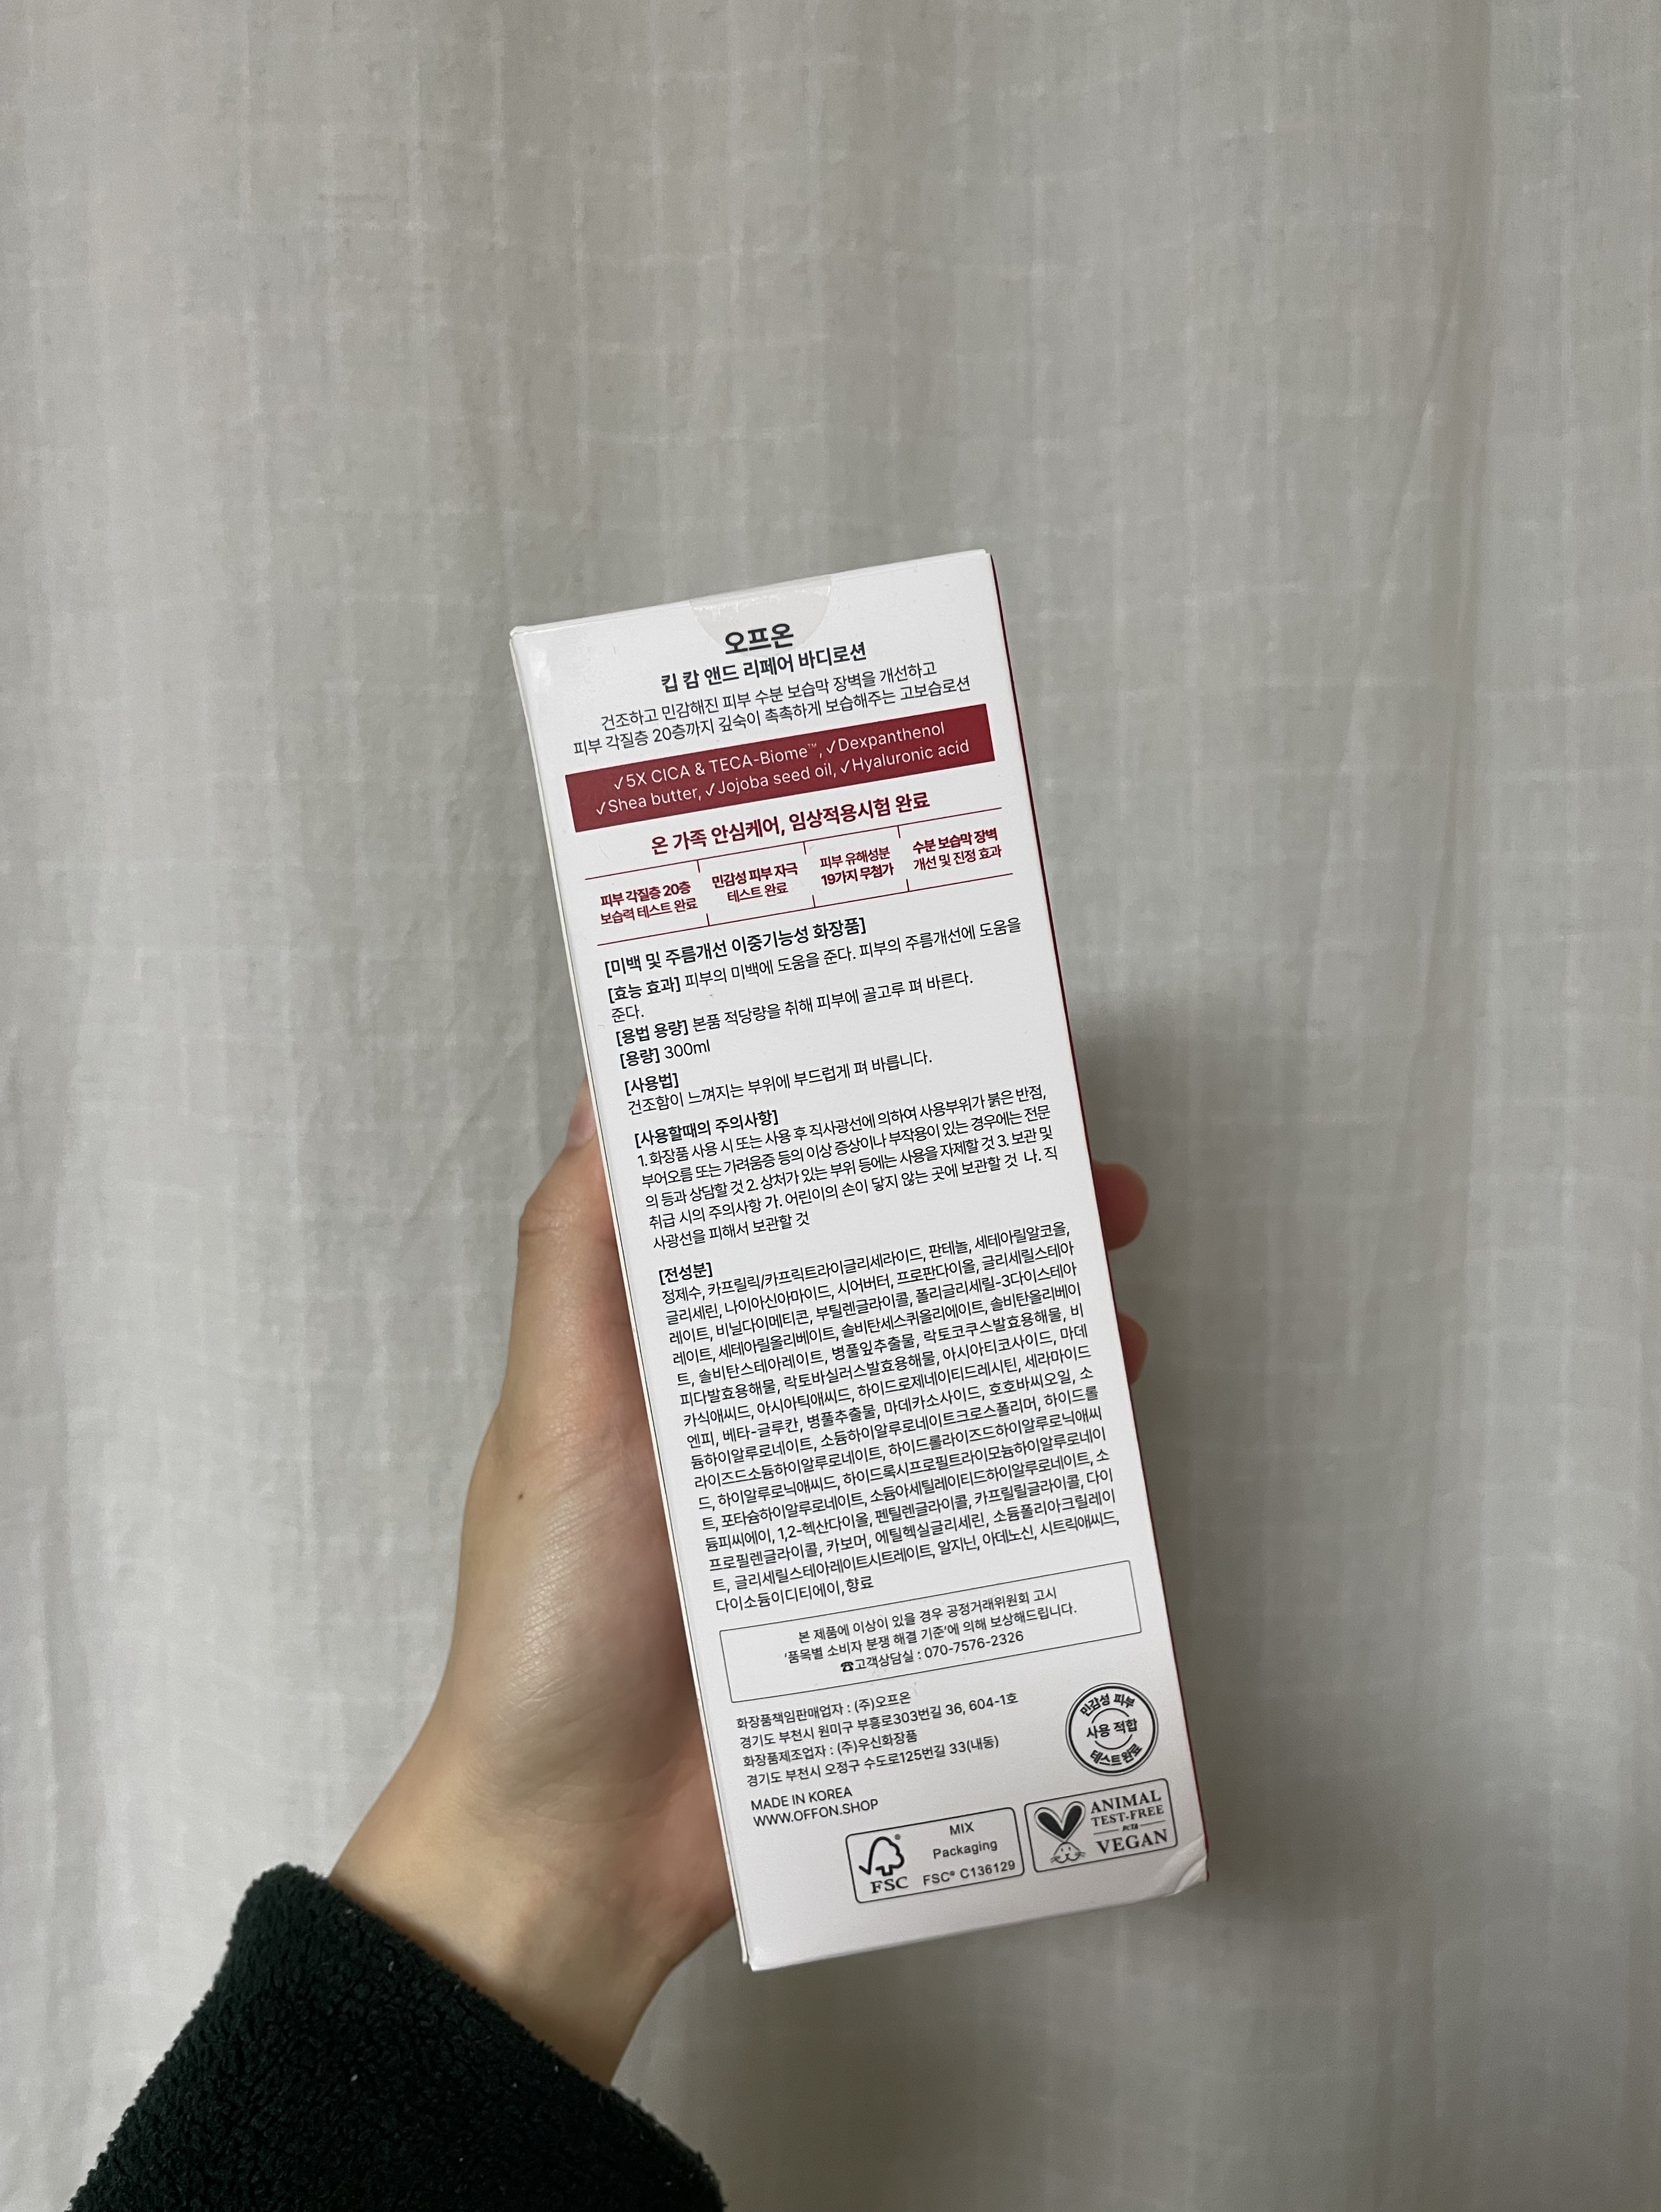 오프온
킵 캄 앤드 리페어 바디로션
건조하고 민감해진 피부 수분 보습막 장벽을 개선하고
피부 각질층 20층까지 깊숙이 촉촉하게 보습해주는 고보습로션
✓5X CICA & TECA-Biome™, ✓Dexpanthenol
✓Shea butter, ✓Jojoba seed oil, ✓Hyaluronic acid
온 가족 안심케어, 임상적용시험 완료
피부 각질층 20층
보습력 테스트 완료
민감성 피부 자극
테스트 완료
피부 유해성분
19가지 무첨가
수분 보습막 장벽
개선 및 진정 효과
[미백 및 주름개선 이중기능성 화장품]
[효능 효과] 피부의 미백에 도움을 준다. 피부의 주름개선에 도움을
준다.
[용법 용량] 본품 적당량을 취해 피부에 골고루 펴 바른다.
[용량] 300ml
[사용법]
건조함이 느껴지는 부위에 부드럽게 펴 바릅니다.
[사용할때의 주의사항]
1. 화장품 사용 시 또는 사용 후 직사광선에 의하여 사용부위가 붉은 반점,
부어오름 또는 가려움증 등의 이상 증상이나 부작용이 있는 경우에는 전문
의 등과 상담할 것 2. 상처가 있는 부위 등에는 사용을 자제할 것 3. 보관 및
취급 시의 주의사항 가. 어린이의 손이 닿지 않는 곳에 보관할 것 나. 직
사광선을 피해서 보관할 것
[전성분]
정제수, 카프릴릭/카프릭트라이글리세라이드, 판테놀, 세테아릴알코올,
글리세린, 나이아신아마이드, 시어버터, 프로판다이올, 글리세릴스테아
레이트, 비닐다이메티콘, 부틸렌글라이콜, 폴리글리세릴-3다이스테아
레이트, 세테아릴올리베이트, 솔비탄세스퀴올리에이트, 솔비탄올리베이
트, 솔비탄스테아레이트, 병풀잎추출물, 락토코쿠스발효용해물, 비
피다발효용해물, 락토바실러스발효용해물, 아시아티코사이드, 마데
카식애씨드, 아시아틱애씨드, 하이드로제네이티드레시틴, 세라마이드
엔피, 베타-글루칸, 병풀추출물, 마데카소사이드, 호호바씨오일, 소
듐하이알루로네이트, 소듐하이알루로네이트크로스폴리머, 하이드롤
라이즈드소듐하이알루로네이트, 하이드롤라이즈드하이알루로닉애씨
드, 하이알루로닉애씨드, 하이드록시프로필트라이모늄하이알루로네이
트, 포타슘하이알루로네이트, 소듐아세틸레이티드하이알루로네이트, 소
듐피씨에이, 1,2-헥산다이올, 펜틸렌글라이콜, 카프릴릴글라이콜, 다이
프로필렌글라이콜, 카보머, 에틸헥실글리세린, 소듐폴리아크릴레이
트, 글리세릴스테아레이트시트레이트, 알지닌, 아데노신, 시트릭애씨드,
다이소듐이디티에이, 향료
본 제품에 이상이 있을 경우 공정거래위원회 고시
'품목별 소비자 분쟁 해결 기준'에 의해 보상해드립니다.
☎고객상담실 : 070-7576-2326
화장품책임판매업자 : (주)오프온
경기도 부천시 원미구 부흥로303번길 36, 604-1호
화장품제조업자 : (주)우신화장품
경기도 부천시 오정구 수도로125번길 33(내동)
MADE IN KOREA
WWW.OFFON.SHOP
민감성 피부
사용 적합
테스트 완료
FSC®
MIX
Packaging
FSC® C136129
ANIMAL
TEST-FREE
PETA
VEGAN